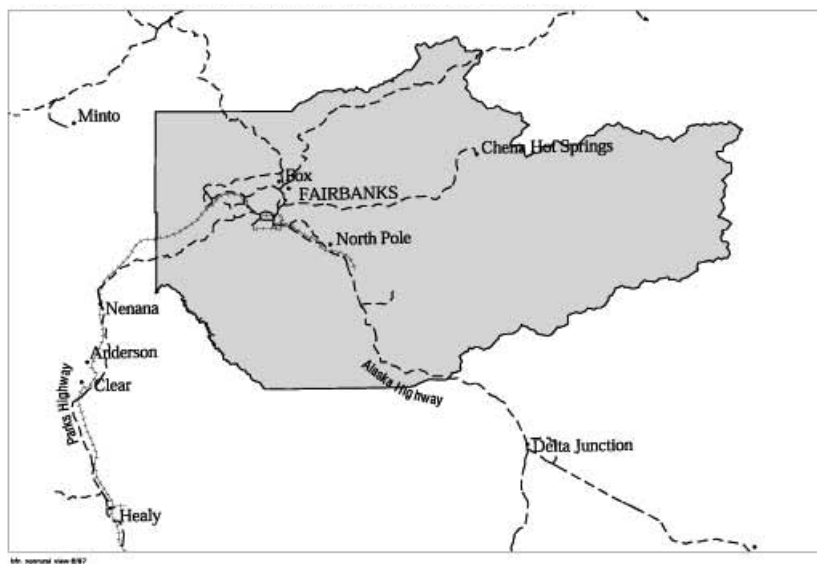 Minto
Chena Hot Springs
Fox
FAIRBANKS
North Pole
Nenana
Anderson
Clear
Parks Highway
Alaska Highway
Delta Junction
Healy